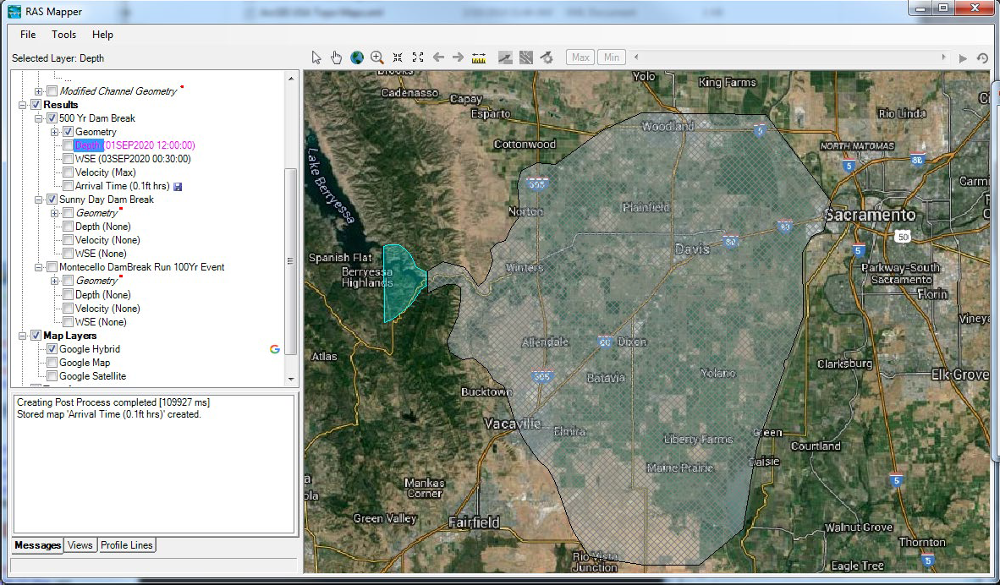 RAS Mapper
File Tools Help
Selected Layer: Depth
Max Min
...
Modified Channel Geometry
Results
500 Yr Dam Break
Geometry
Depth (01SEP2020 12:00:00)
WSE (03SEP2020 00:30:00)
Velocity (Max)
Arrival Time (0.1ft hrs)
Sunny Day Dam Break
Geometry
Depth (None)
Velocity (None)
WSE (None)
Montecello DamBreak Run 100Yr Event
Geometry
Depth (None)
Velocity (None)
WSE (None)
Map Layers
Google Hybrid
Google Map
Google Satellite
Creating Post Process completed [109927 ms]
Stored map 'Arrival Time (0.1ft hrs)' created.
Messages Views Profile Lines
Brooks
Yolo
King Farms
Cadenasso
Capay
Esparto
Rio Linda
Woodland
5
Cottonwood
NORTH NATOMAS
80
5
Lake Berryessa
505
Norton
Plainfield
Sacramento
80
50
80
Davis
5
Spanish Flat
Berryessa
Highlands
Winters
Parkway-South
Sacramento
Florin
Vineya
Allendale
80
Dixon
Atlas
Clarksburg
505
Batavia
Yolano
Elk Grove
Bucktown
Vacaville
Elmira
Liberty Farms
Green
Courtland
Maine Prairie
Daisie
5
Mankas
Corner
Green Valley
Fairfield
Walnut Grove
Thornton
5
Rio Vista
Junction
Eagle Tree